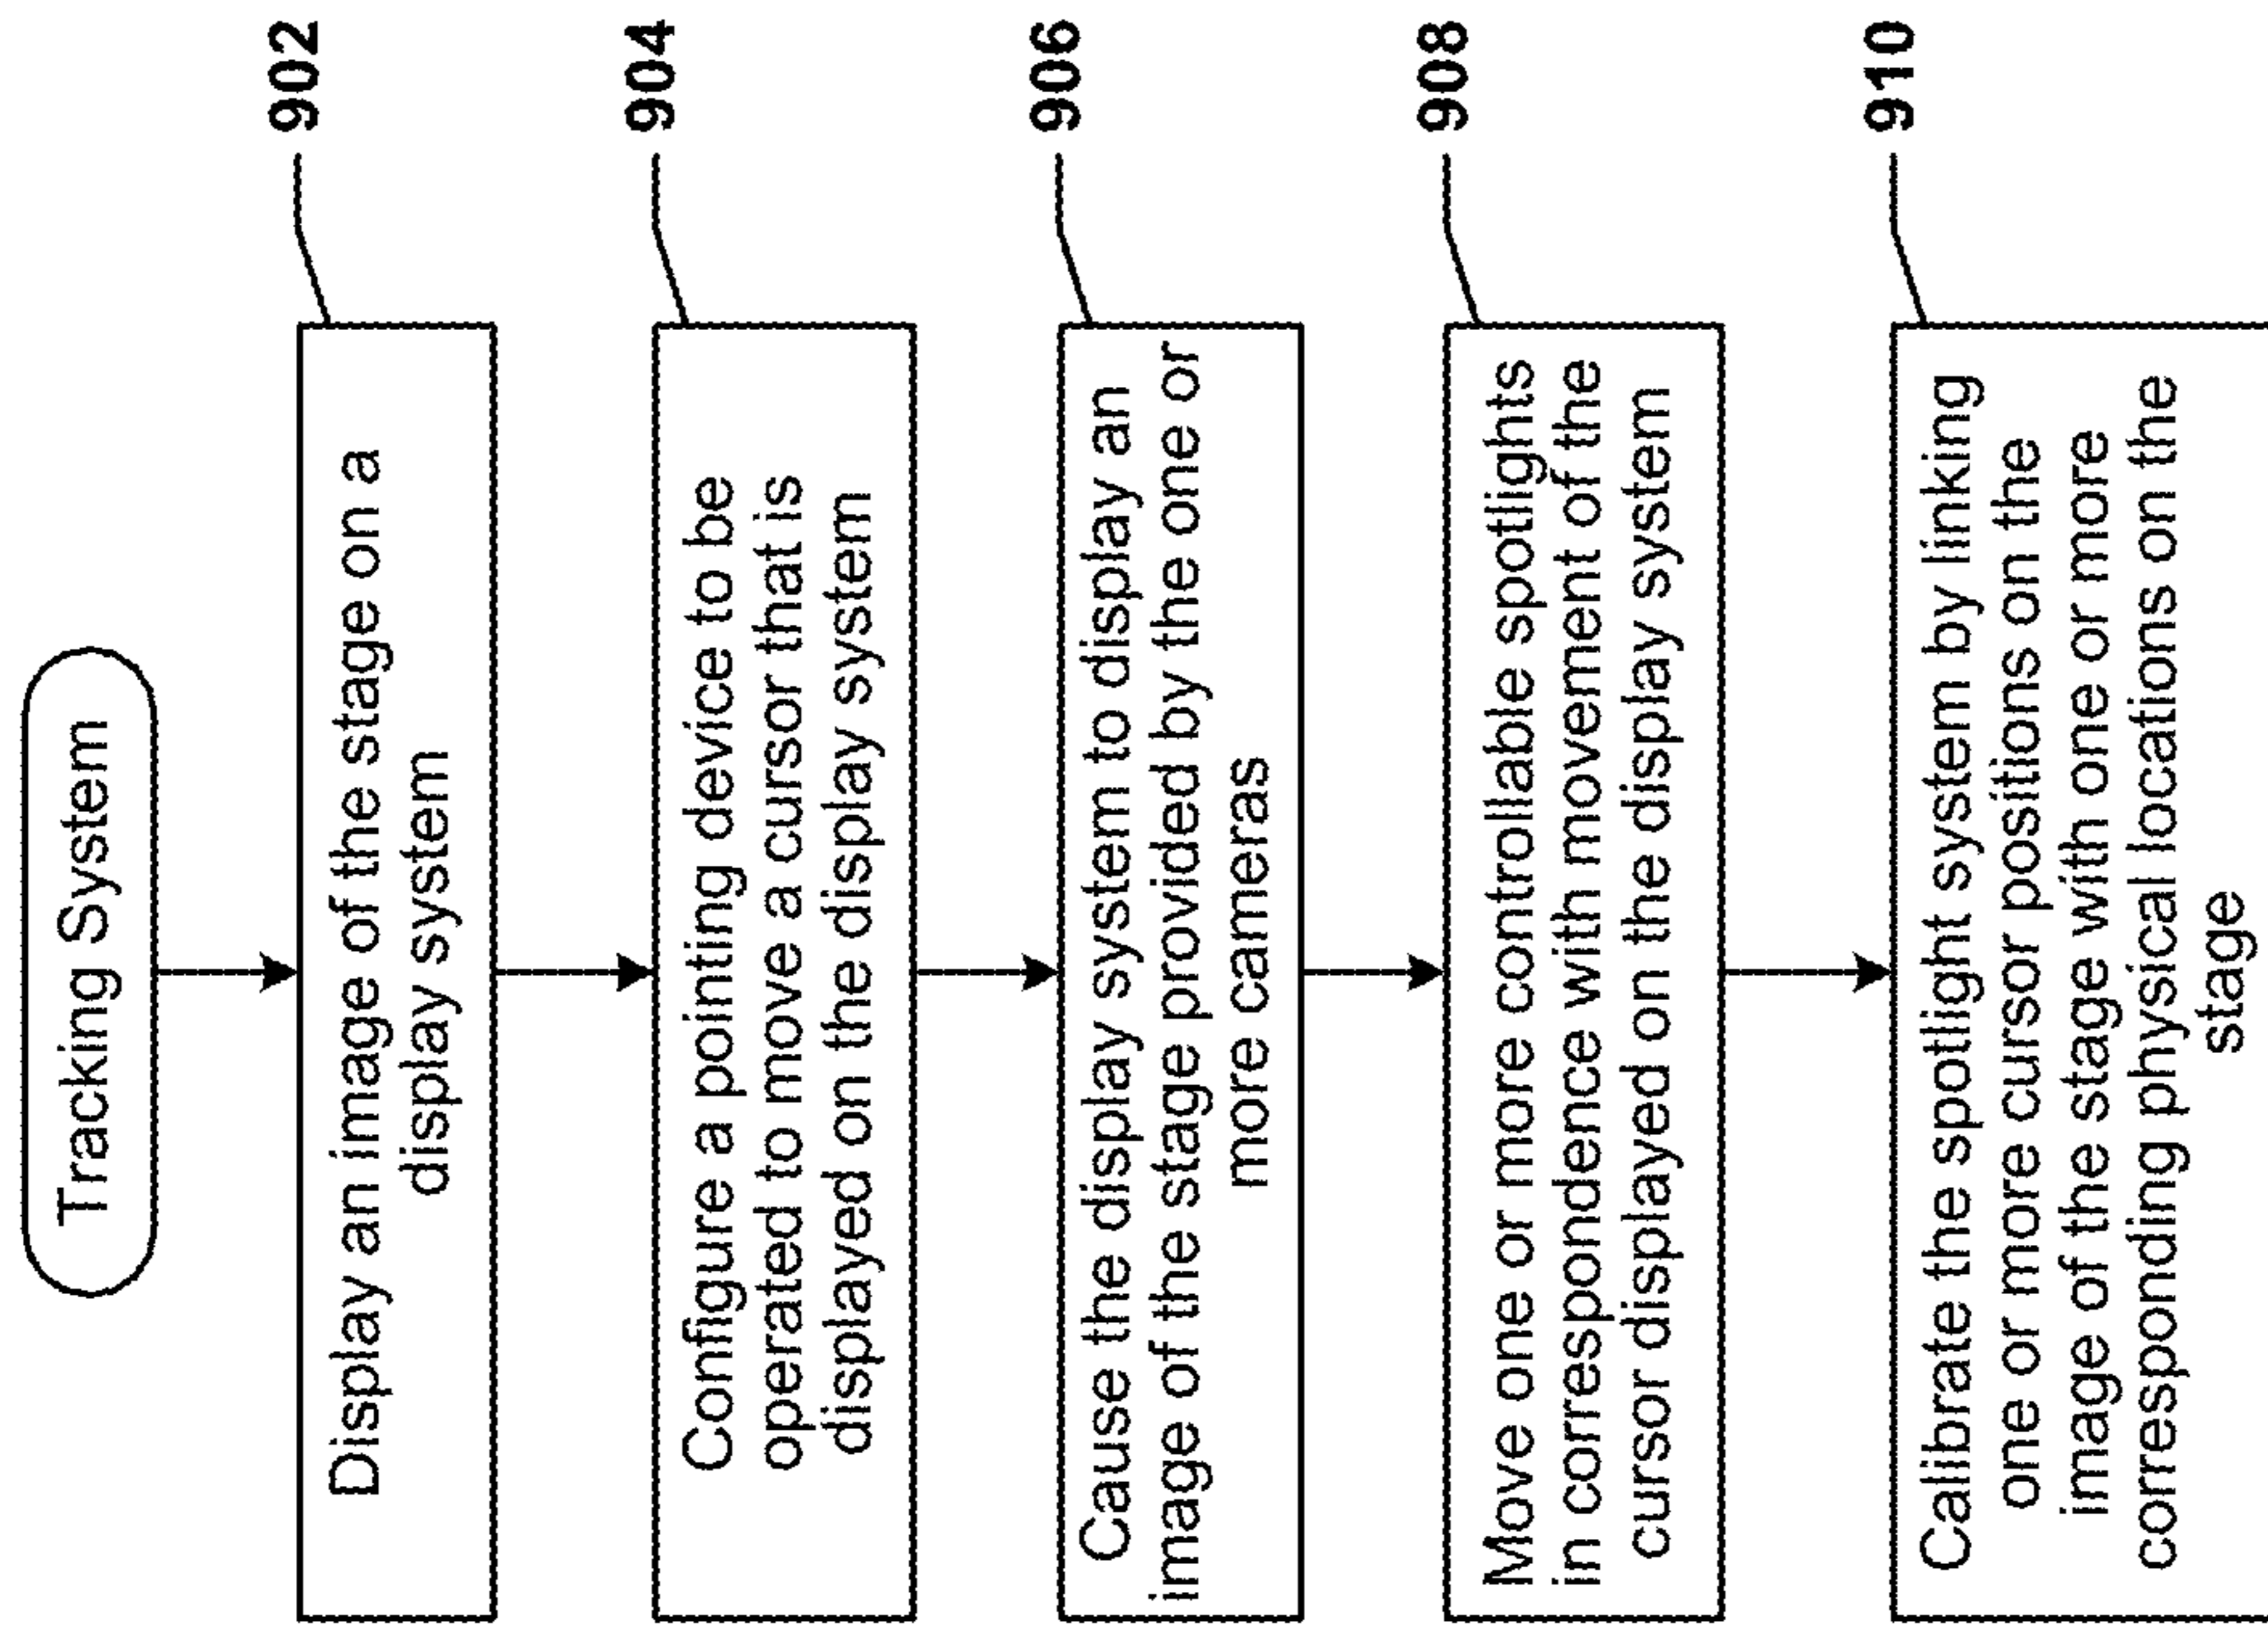 Tracking System
902
Display an image of the stage on a
display system
904
Configure a pointing device to be
operated to move a cursor that is
displayed on the display system
906
Cause the display system to display an
image of the stage provided by the one or
more cameras
908
Move one or more controllable spotlights
in correspondence with movement of the
cursor displayed on the display system
910
Calibrate the spotlight system by linking
one or more cursor positions on the
image of the stage with one or more
corresponding physical locations on the
stage